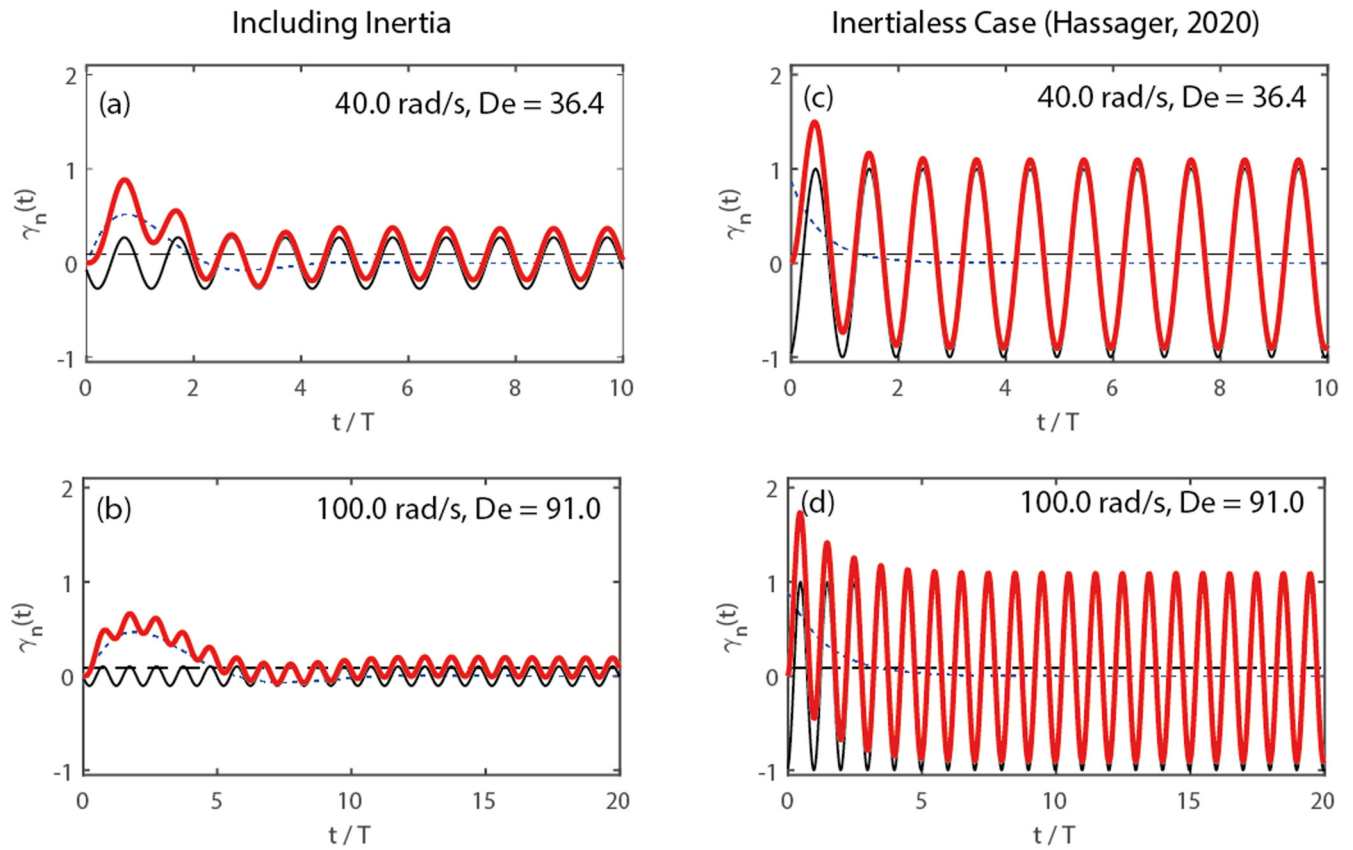 Including Inertia
Inertialess Case (Hassager, 2020)
(a)
40.0 rad/s, De = 36.4
2
1
0
-1
γn(t)
0
2
4
6
8
10
t / T
(c)
40.0 rad/s, De = 36.4
2
1
0
-1
γn(t)
0
2
4
6
8
10
t / T
(b)
100.0 rad/s, De = 91.0
2
1
0
-1
γn(t)
0
5
10
15
20
t / T
(d)
100.0 rad/s, De = 91.0
2
1
0
-1
γn(t)
0
5
10
15
20
t / T